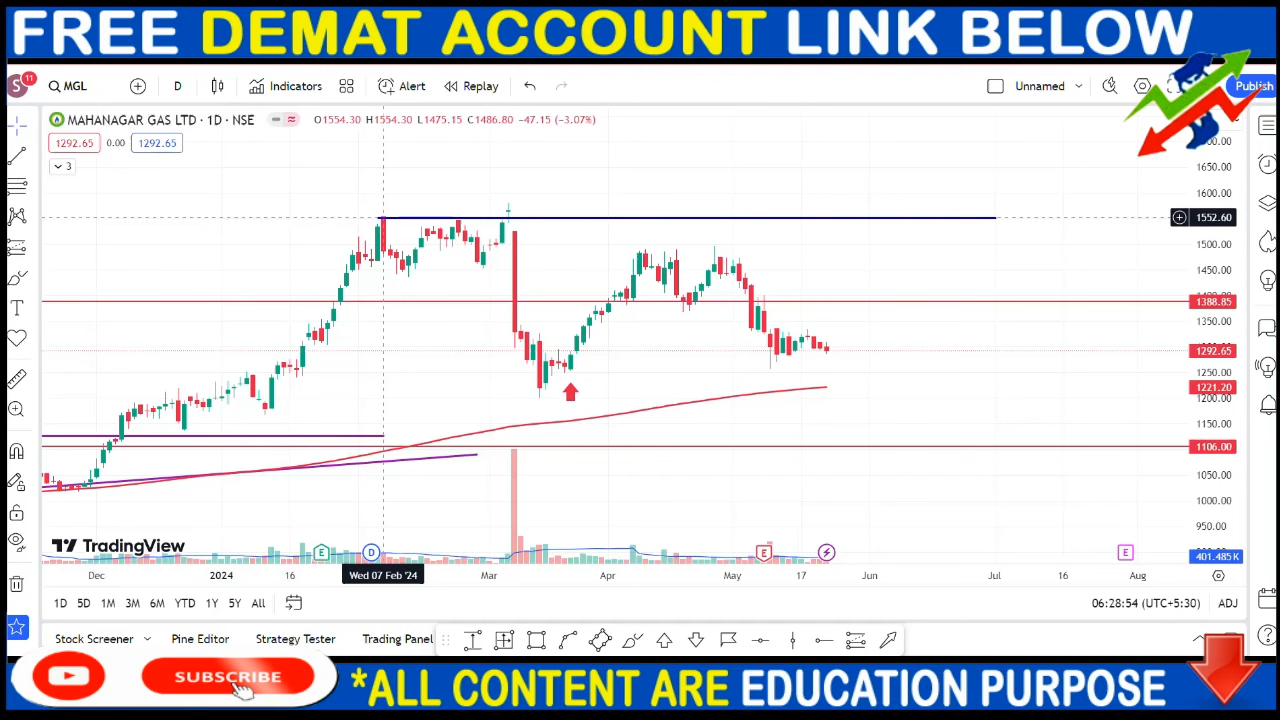 FREE DEMAT ACCOUNT LINK BELOW
S 11 MGL D Indicators Alert Replay Unnamed Publish
MAHANAGAR GAS LTD · 1D · NSE O1554.30 H1554.30 L1475.15 C1486.80 -47.15 (-3.07%)
1292.65 0.00 1292.65
3
1650.00
1600.00
1552.60
1500.00
1450.00
1388.85
1350.00
1292.65
1250.00
1221.20
1200.00
1150.00
1106.00
1050.00
1000.00
950.00
TradingView
E D E E
401.485K
Dec 2024 16 Wed 07 Feb '24 Mar Apr May 17 Jun Jul 16 Aug
1D 5D 1M 3M 6M YTD 1Y 5Y All 06:28:54 (UTC+5:30) ADJ
Stock Screener Pine Editor Strategy Tester Trading Panel
SUBSCRIBE
*ALL CONTENT ARE EDUCATION PURPOSE